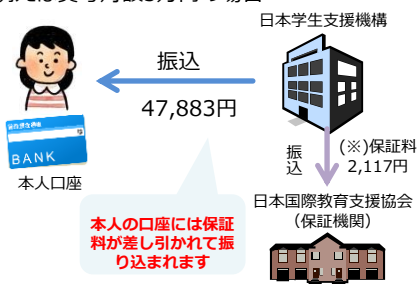 日本学生支援機構
振込
47,883円
振
込
(※)保証料
2,117円
BANK
本人口座
日本国際教育支援協会
（保証機関）
本人の口座には保証
料が差し引かれて振
り込まれます